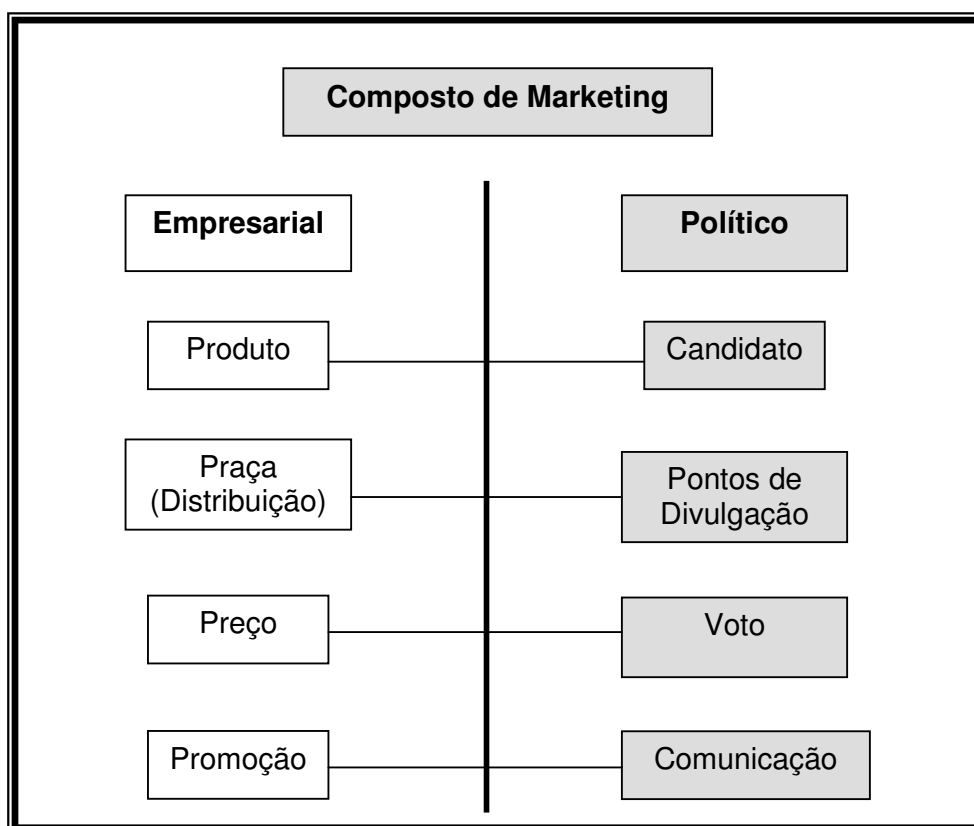 Composto de Marketing
Empresarial
Político
Produto
Candidato
Praça
(Distribuição)
Pontos de
Divulgação
Preço
Voto
Promoção
Comunicação